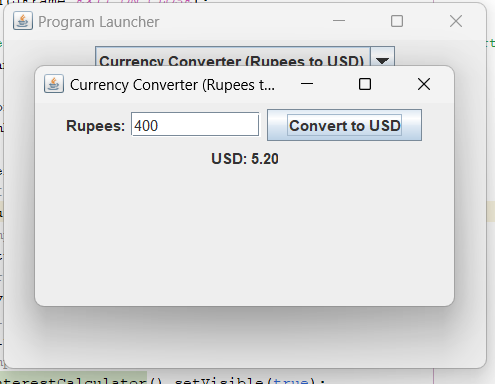 Program Launcher
Currency Converter (Rupees to USD)
Currency Converter (Rupees t...
Rupees: 400 Convert to USD
USD: 5.20
nterestCalculator().setVisible(true);